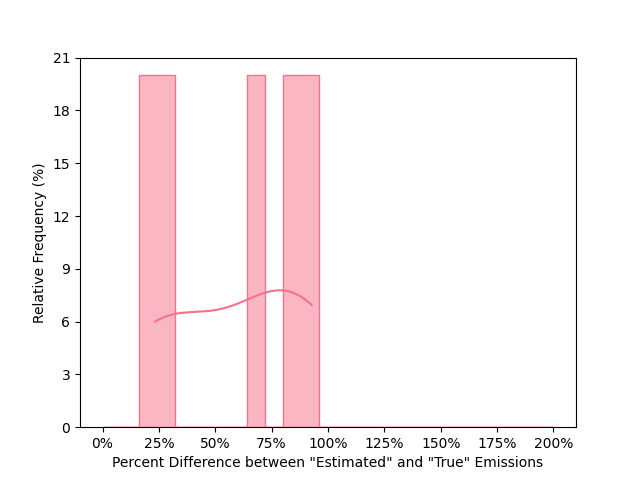 21
18
15
12
9
6
3
0
Relative Frequency (%)
0% 25% 50% 75% 100% 125% 150% 175% 200%
Percent Difference between "Estimated" and "True" Emissions